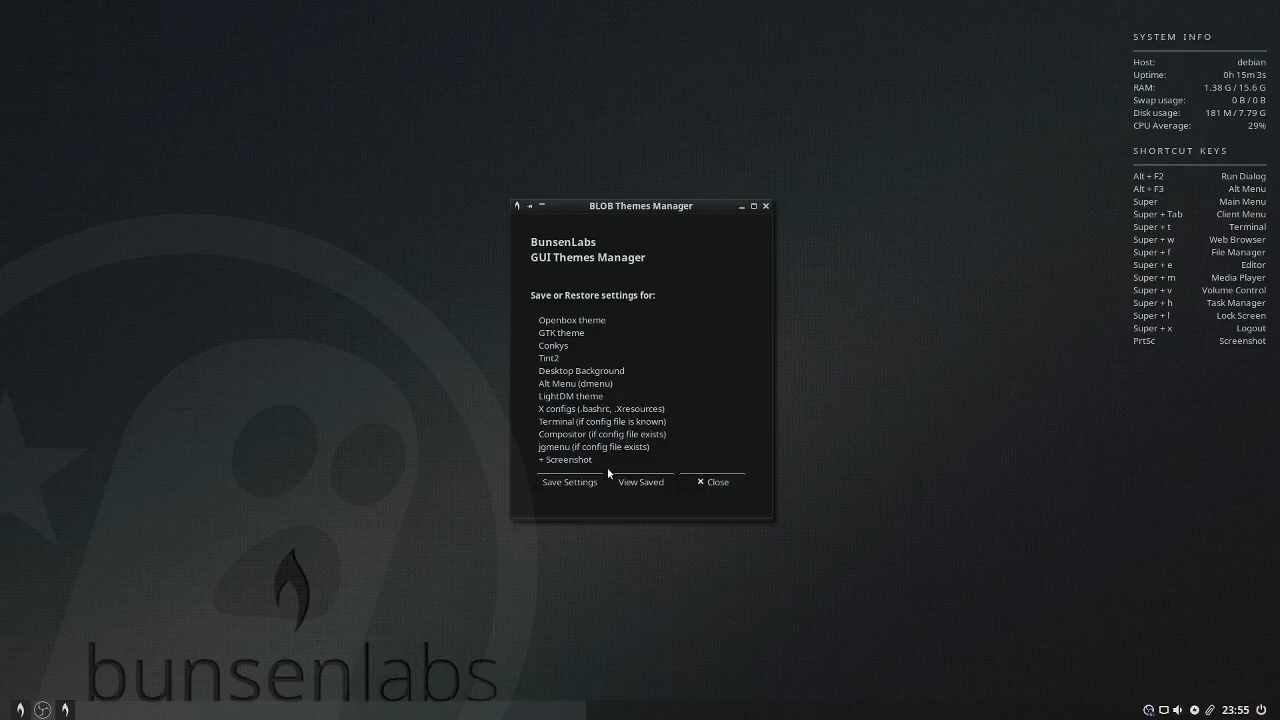 SYSTEM INFO
Host: debian
Uptime: 0h 15m 3s
RAM: 1.38 G / 15.6 G
Swap usage: 0 B / 0 B
Disk usage: 181 M / 7.79 G
CPU Average: 29%
SHORTCUT KEYS
Alt + F2 Run Dialog
Alt + F3 Alt Menu
Super Main Menu
Super + Tab Client Menu
Super + t Terminal
Super + w Web Browser
Super + f File Manager
Super + e Editor
Super + m Media Player
Super + v Volume Control
Super + h Task Manager
Super + l Lock Screen
Super + x Logout
PrtSc Screenshot
BLOB Themes Manager
BunsenLabs
GUI Themes Manager
Save or Restore settings for:
Openbox theme
GTK theme
Conkys
Tint2
Desktop Background
Alt Menu (dmenu)
LightDM theme
X configs (.bashrc, .Xresources)
Terminal (if config file is known)
Compositor (if config file exists)
jgmenu (if config file exists)
+ Screenshot
Save Settings View Saved Close
bunsenlabs
23:55